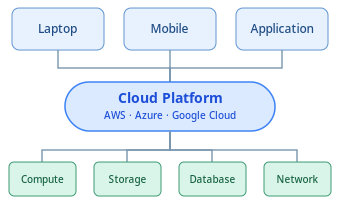 Laptop Mobile Application
Cloud Platform
AWS · Azure · Google Cloud
Compute Storage Database Network